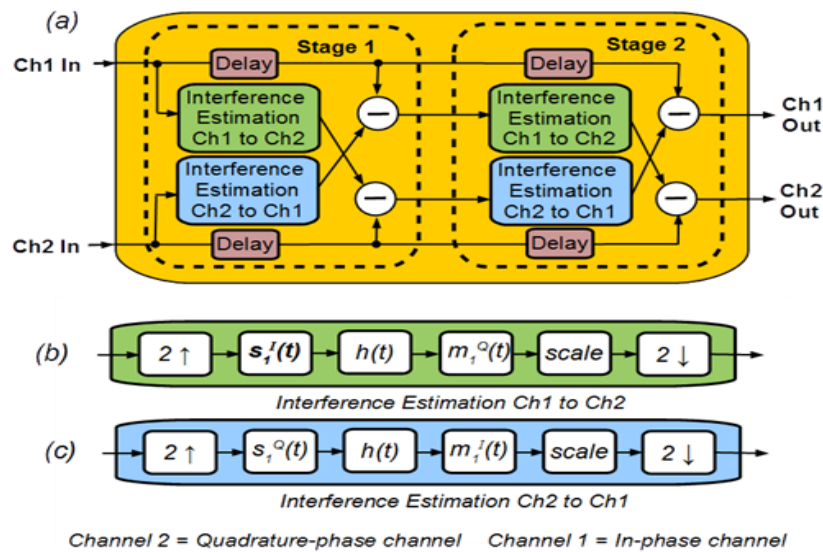 (a)
Stage 1
Stage 2
Ch1 In
Delay
Delay
Interference
Estimation
Ch1 to Ch2
−
Interference
Estimation
Ch1 to Ch2
−
Ch1
Out
Interference
Estimation
Ch2 to Ch1
−
Interference
Estimation
Ch2 to Ch1
−
Ch2
Out
Ch2 In
Delay
Delay
(b)
2 ↑
s₁ᴵ(t)
h(t)
m₁^Q(t)
scale
2 ↓
Interference Estimation Ch1 to Ch2
(c)
2 ↑
s₁^Q(t)
h(t)
m₁ᴵ(t)
scale
2 ↓
Interference Estimation Ch2 to Ch1
Channel 2 = Quadrature-phase channel Channel 1 = In-phase channel